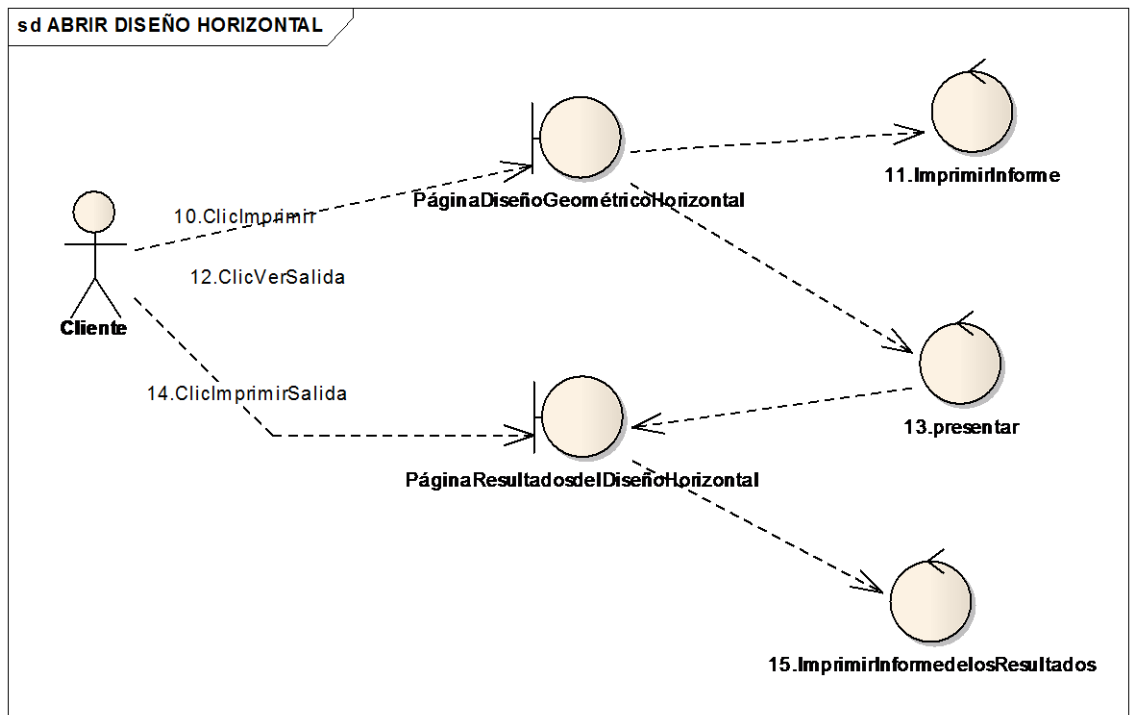 sd ABRIR DISEÑO HORIZONTAL
11.ImprimirInforme
PáginaDiseñoGeométricoHorizontal
10.ClicImprimir
12.ClicVerSalida
Cliente
14.ClicImprimirSalida
13.presentar
PáginaResultadosdelDiseñoHorizontal
15.ImprimirInformedelosResultados